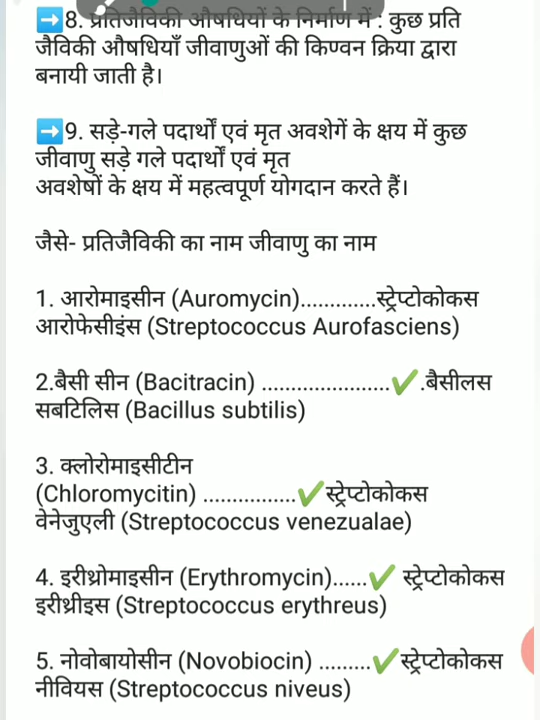 ➡️8. प्रतिजैविकी औषधियों के निर्माण में : कुछ प्रति
जैविकी औषधियाँ जीवाणुओं की किण्वन क्रिया द्वारा
बनायी जाती है।
➡️9. सड़े-गले पदार्थों एवं मृत अवशेगें के क्षय में कुछ
जीवाणु सड़े गले पदार्थों एवं मृत
अवशेषों के क्षय में महत्वपूर्ण योगदान करते हैं।
जैसे- प्रतिजैविकी का नाम जीवाणु का नाम
1. आरोमाइसीन (Auromycin).............स्ट्रेप्टोकोकस
आरोफेसीइंस (Streptococcus Aurofasciens)
2.बैसी सीन (Bacitracin) ......................✔️.बैसीलस
सबटिलिस (Bacillus subtilis)
3. क्लोरोमाइसीटीन
(Chloromycitin) ................✔️स्ट्रेप्टोकोकस
वेनेजुएली (Streptococcus venezualae)
4. इरीथ्रोमाइसीन (Erythromycin)......✔️ स्ट्रेप्टोकोकस
इरीथ्रीइस (Streptococcus erythreus)
5. नोवोबायोसीन (Novobiocin) .........✔️स्ट्रेप्टोकोकस
नीवियस (Streptococcus niveus)